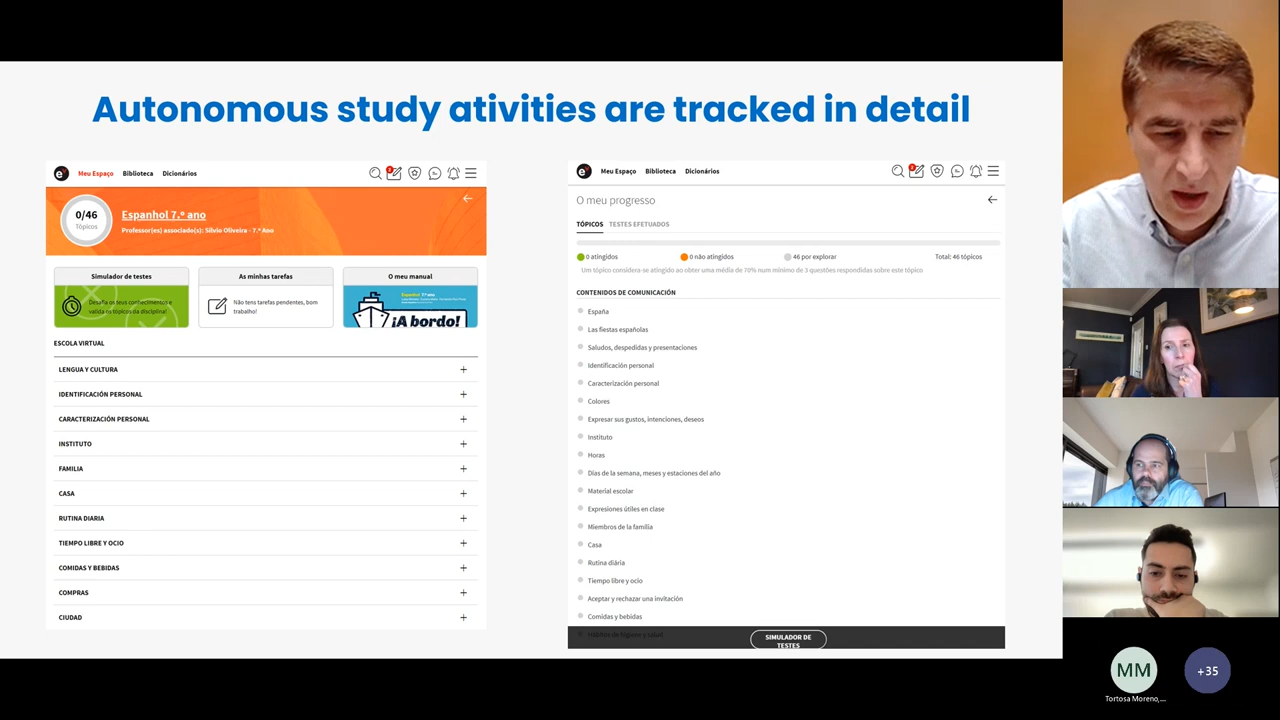 Autonomous study ativities are tracked in detail
Meu Espaço Biblioteca Dicionários
0/46
Tópicos
Espanhol 7.º ano
Professor(es) associado(s): Silvio Oliveira - 7.º Ano
Simulador de testes
Desafia os teus conhecimentos e
valida os tópicos da disciplina!
As minhas tarefas
Não tens tarefas pendentes, bom
trabalho!
O meu manual
Espanhol 7.º ano
¡A bordo!
ESCOLA VIRTUAL
LENGUA Y CULTURA
IDENTIFICACIÓN PERSONAL
CARACTERIZACIÓN PERSONAL
INSTITUTO
FAMILIA
CASA
RUTINA DIARIA
TIEMPO LIBRE Y OCIO
COMIDAS Y BEBIDAS
COMPRAS
CIUDAD
Meu Espaço Biblioteca Dicionários
O meu progresso
TÓPICOS TESTES EFETUADOS
0 atingidos 0 não atingidos 46 por explorar Total: 46 tópicos
Um tópico considera-se atingido ao obter uma média de 70% num mínimo de 3 questões respondidas sobre este tópico
CONTENIDOS DE COMUNICACIÓN
España
Las fiestas españolas
Saludos, despedidas y presentaciones
Identificación personal
Caracterización personal
Colores
Expresar sus gustos, intenciones, deseos
Instituto
Horas
Días de la semana, meses y estaciones del año
Material escolar
Expresiones útiles en clase
Miembros de la familia
Casa
Rutina diária
Tiempo libre y ocio
Aceptar y rechazar una invitación
Comidas y bebidas
Hábitos de higiene y salud
SIMULADOR DE
TESTES
MM
Tortosa Moreno,...
+35